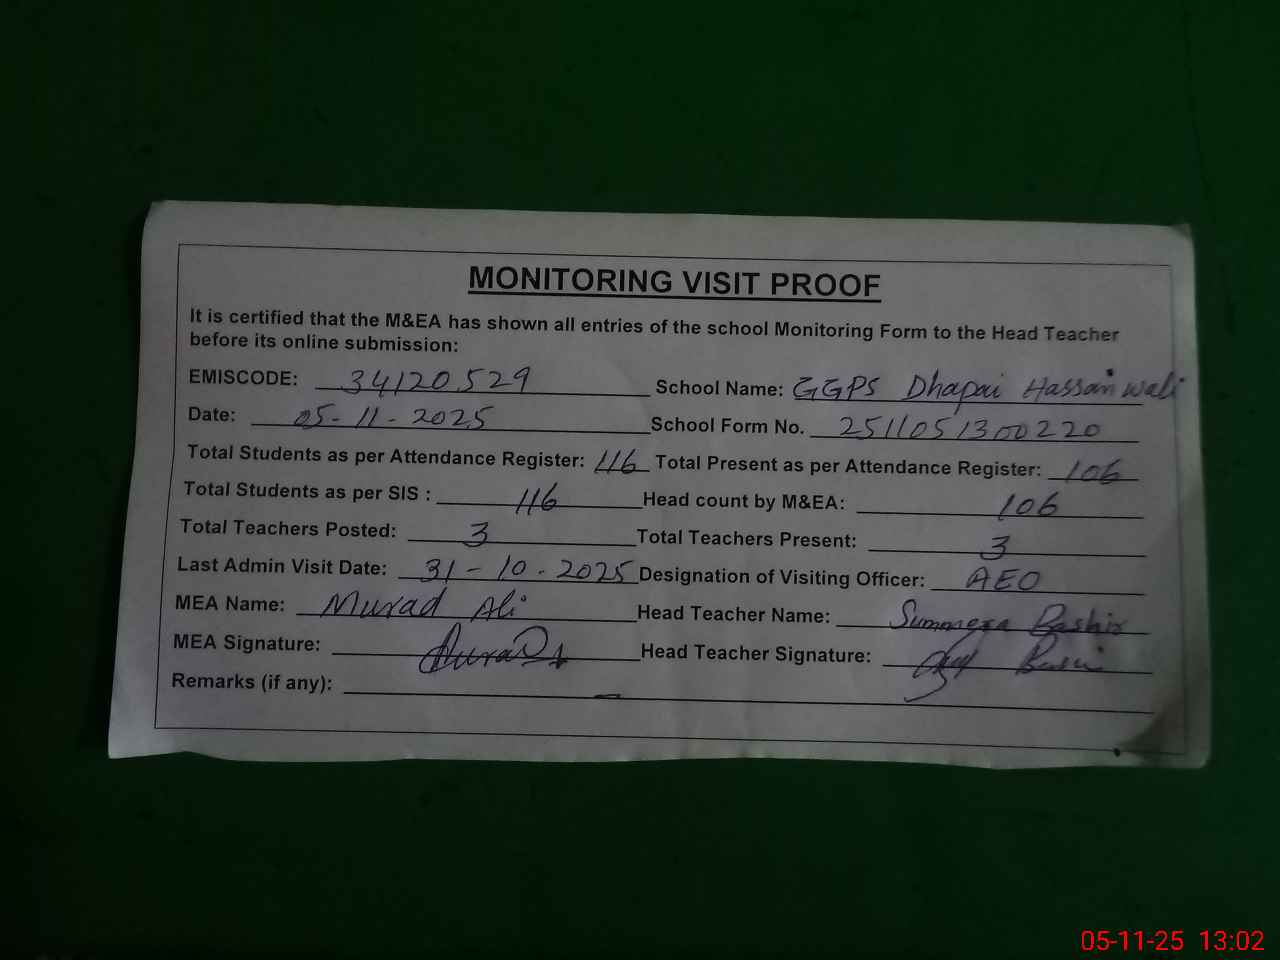 MONITORING VISIT PROOF
It is certified that the M&EA has shown all entries of the school Monitoring Form to the Head Teacher
before its online submission:
EMISCODE: 34120529 School Name: GGPS Dhapai Hassan wali
Date: 05-11-2025 School Form No. 2511051300220
Total Students as per Attendance Register: 116 Total Present as per Attendance Register: 106
Total Students as per SIS : 116 Head count by M&EA: 106
Total Teachers Posted: 3 Total Teachers Present: 3
Last Admin Visit Date: 31-10-2025 Designation of Visiting Officer: AEO
MEA Name: Murad Ali Head Teacher Name: Bashir
MEA Signature: Head Teacher Signature:
Remarks (if any): —
05-11-25 13:02